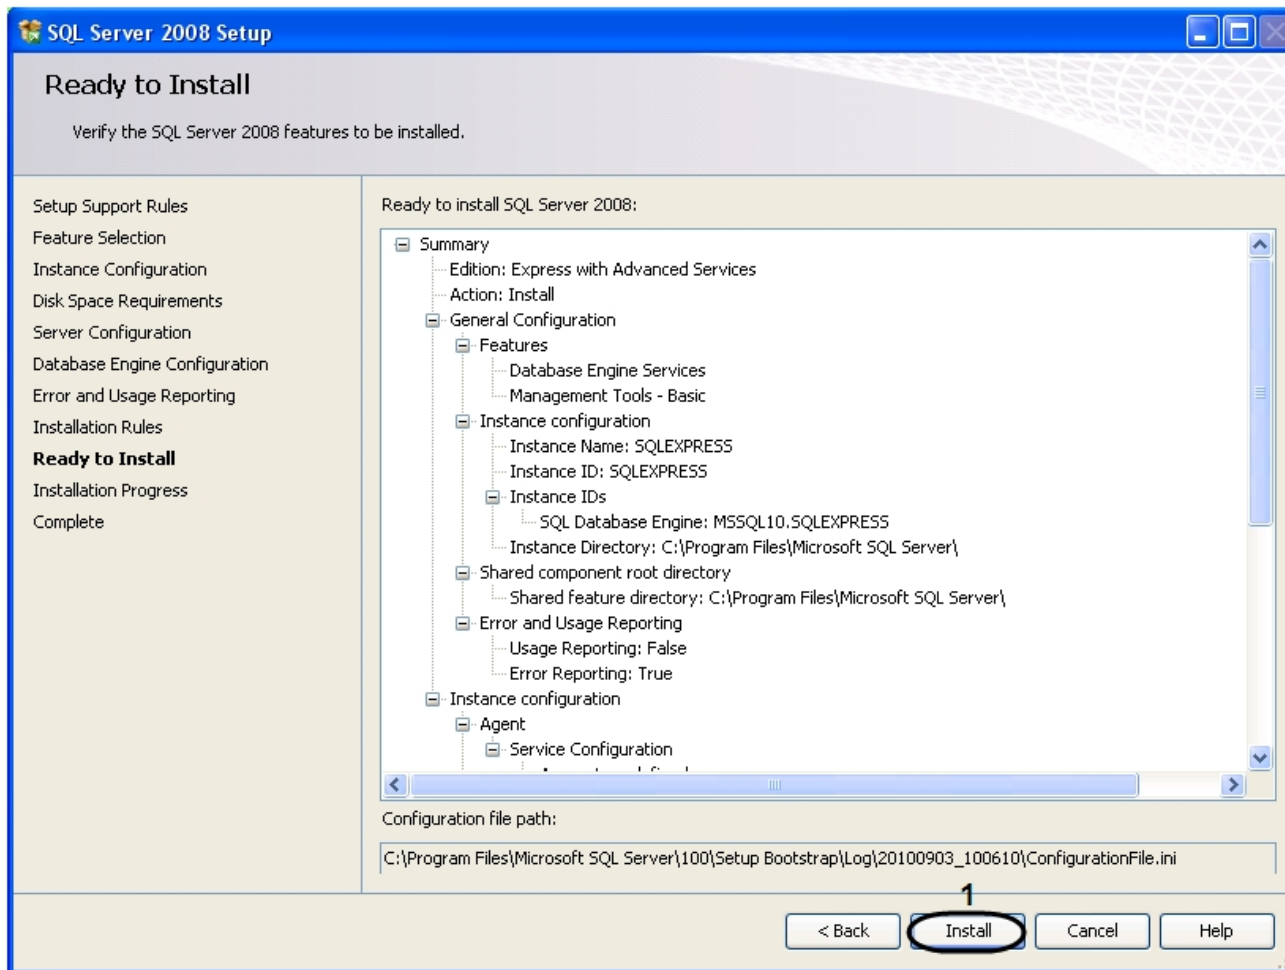 SQL Server 2008 Setup
Ready to Install
Verify the SQL Server 2008 features to be installed.
Setup Support Rules
Feature Selection
Instance Configuration
Disk Space Requirements
Server Configuration
Database Engine Configuration
Error and Usage Reporting
Installation Rules
Ready to Install
Installation Progress
Complete
Ready to install SQL Server 2008:
Summary
Edition: Express with Advanced Services
Action: Install
General Configuration
Features
Database Engine Services
Management Tools - Basic
Instance configuration
Instance Name: SQLEXPRESS
Instance ID: SQLEXPRESS
Instance IDs
SQL Database Engine: MSSQL10.SQLEXPRESS
Instance Directory: C:\Program Files\Microsoft SQL Server\
Shared component root directory
Shared feature directory: C:\Program Files\Microsoft SQL Server\
Error and Usage Reporting
Usage Reporting: False
Error Reporting: True
Instance configuration
Agent
Service Configuration
Configuration file path:
C:\Program Files\Microsoft SQL Server\100\Setup Bootstrap\Log\20100903_100610\ConfigurationFile.ini
1
< Back Install Cancel Help